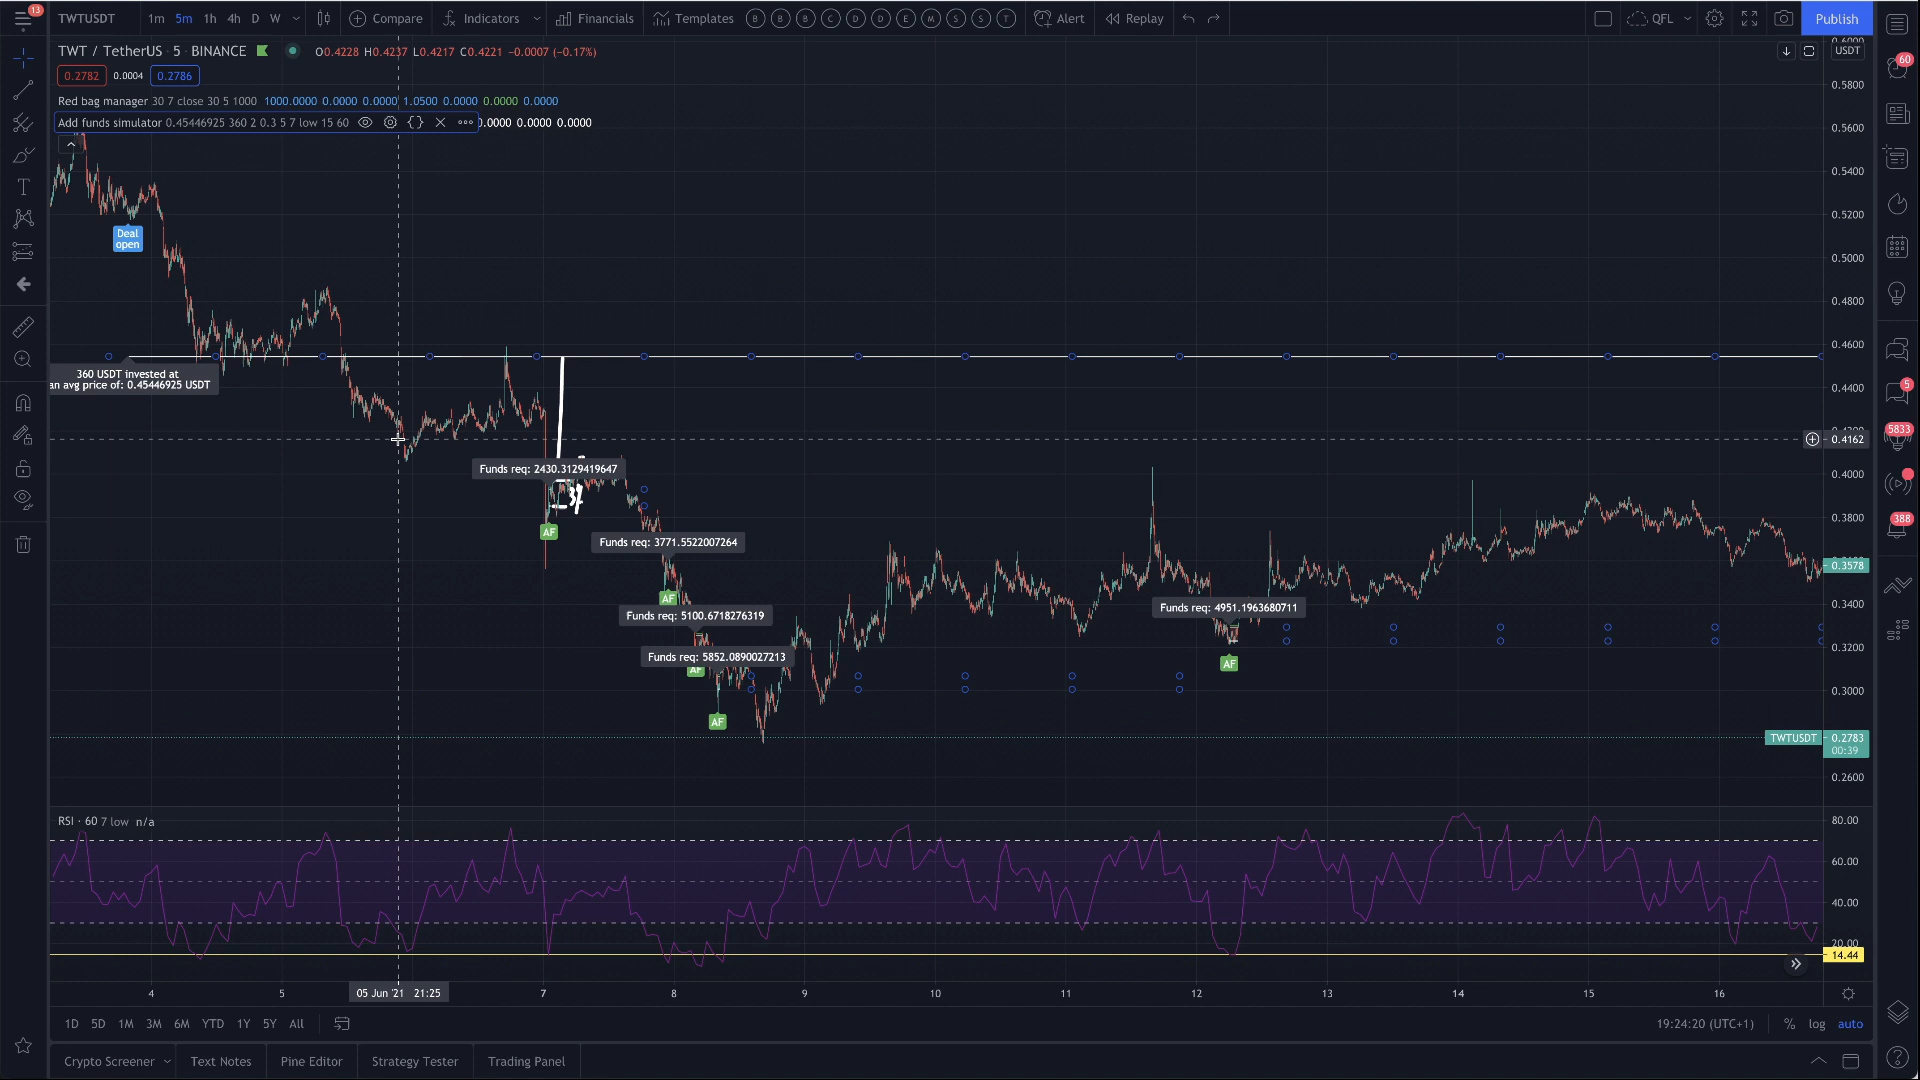 13 TWTUSDT 1m 5m 1h 4h D W Compare Indicators Financials Templates B B B C D D E M S S T Alert Replay QFL Publish
TWT / TetherUS · 5 · BINANCE O0.4228 H0.4237 L0.4217 C0.4221 −0.0007 (−0.17%)
USDT
0.2782 0.0004 0.2786
60
Red bag manager 30 7 close 30 5 1000 1000.0000 0.0000 0.0000 1.0500 0.0000 0.0000 0.0000
Add funds simulator 0.45446925 360 2 0.3 5 7 low 15 60 0.0000 0.0000 0.0000
0.5800
0.5600
0.5400
0.5200
Deal
open
0.5000
0.4800
0.4600
360 USDT invested at
an avg price of: 0.45446925 USDT
0.4400
5
5833
0.4162
Funds req: 2430.3129419647
0.4000
0.3800
388
AF
Funds req: 3771.5522007264
0.3578
AF
0.3400
Funds req: 5100.6718276319
Funds req: 4951.1963680711
0.3200
Funds req: 5852.0890027213
AF
AF
0.3000
AF
TWTUSDT 0.2783
00:39
0.2600
RSI · 60 7 low n/a
80.00
60.00
40.00
20.00
14.44
4 5 05 Jun '21 21:25 7 8 9 10 11 12 13 14 15 16
1D 5D 1M 3M 6M YTD 1Y 5Y All 19:24:20 (UTC+1) % log auto
Crypto Screener Text Notes Pine Editor Strategy Tester Trading Panel